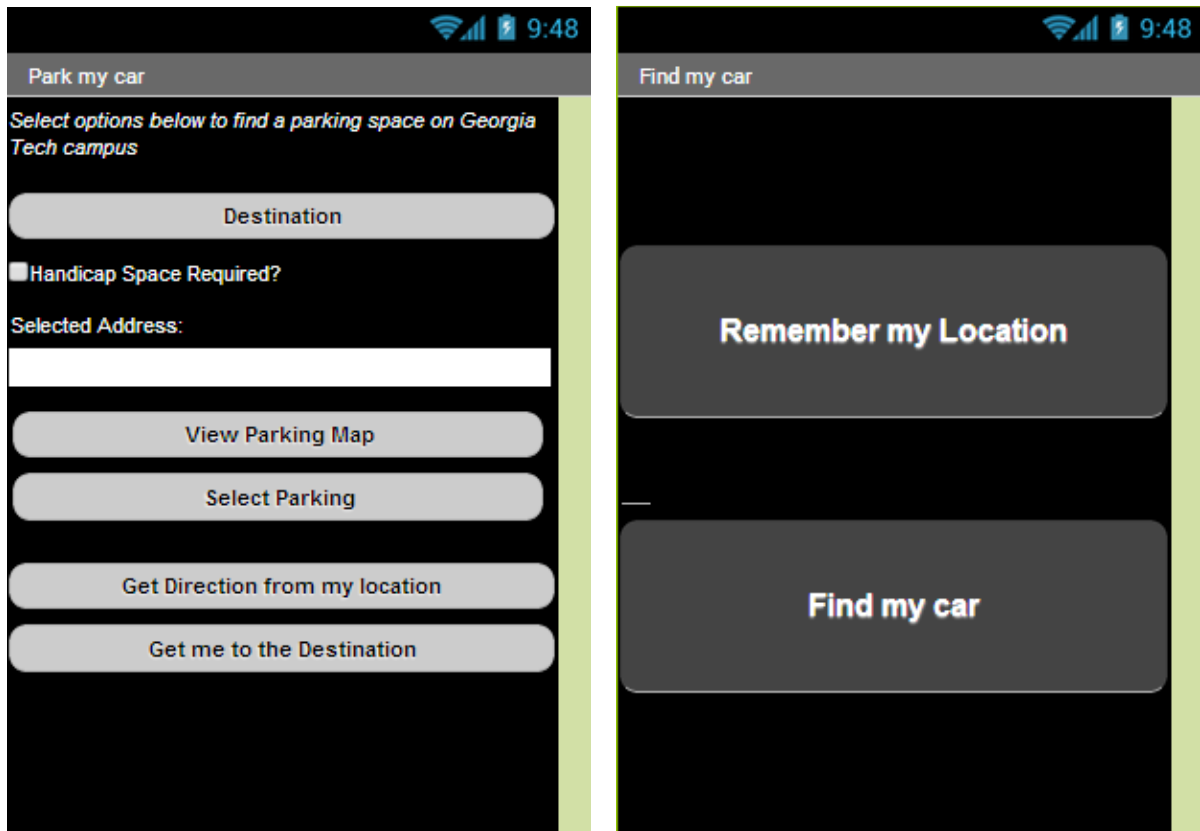 9:48
Park my car
Select options below to find a parking space on Georgia
Tech campus
Destination
Handicap Space Required?
Selected Address:
View Parking Map
Select Parking
Get Direction from my location
Get me to the Destination
9:48
Find my car
Remember my Location
Find my car